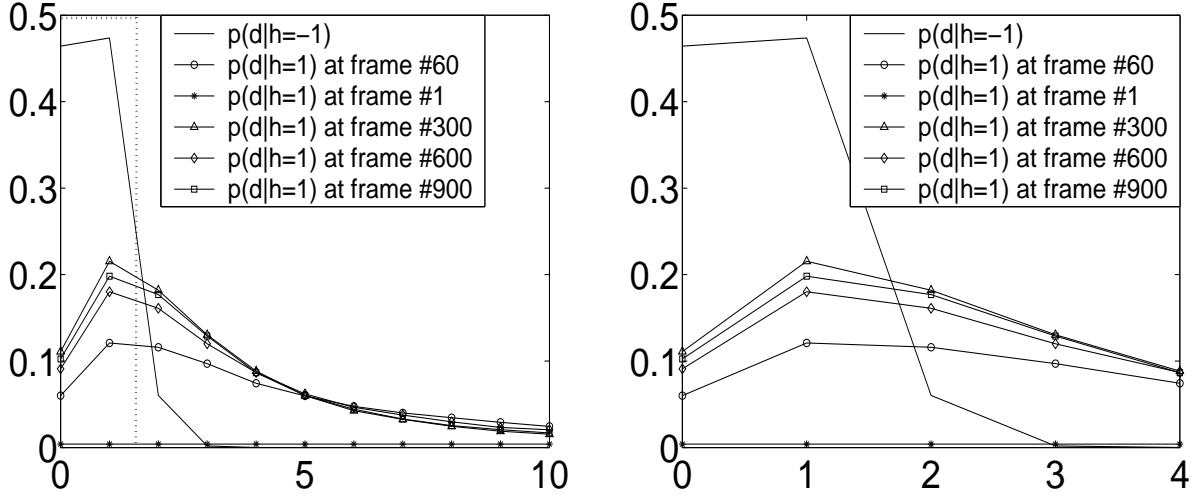 0.5
0.4
0.3
0.2
0.1
0
0
5
10
p(d|h=−1)
p(d|h=1) at frame #60
p(d|h=1) at frame #1
p(d|h=1) at frame #300
p(d|h=1) at frame #600
p(d|h=1) at frame #900
0.5
0.4
0.3
0.2
0.1
0
0
1
2
3
4
p(d|h=−1)
p(d|h=1) at frame #60
p(d|h=1) at frame #1
p(d|h=1) at frame #300
p(d|h=1) at frame #600
p(d|h=1) at frame #900